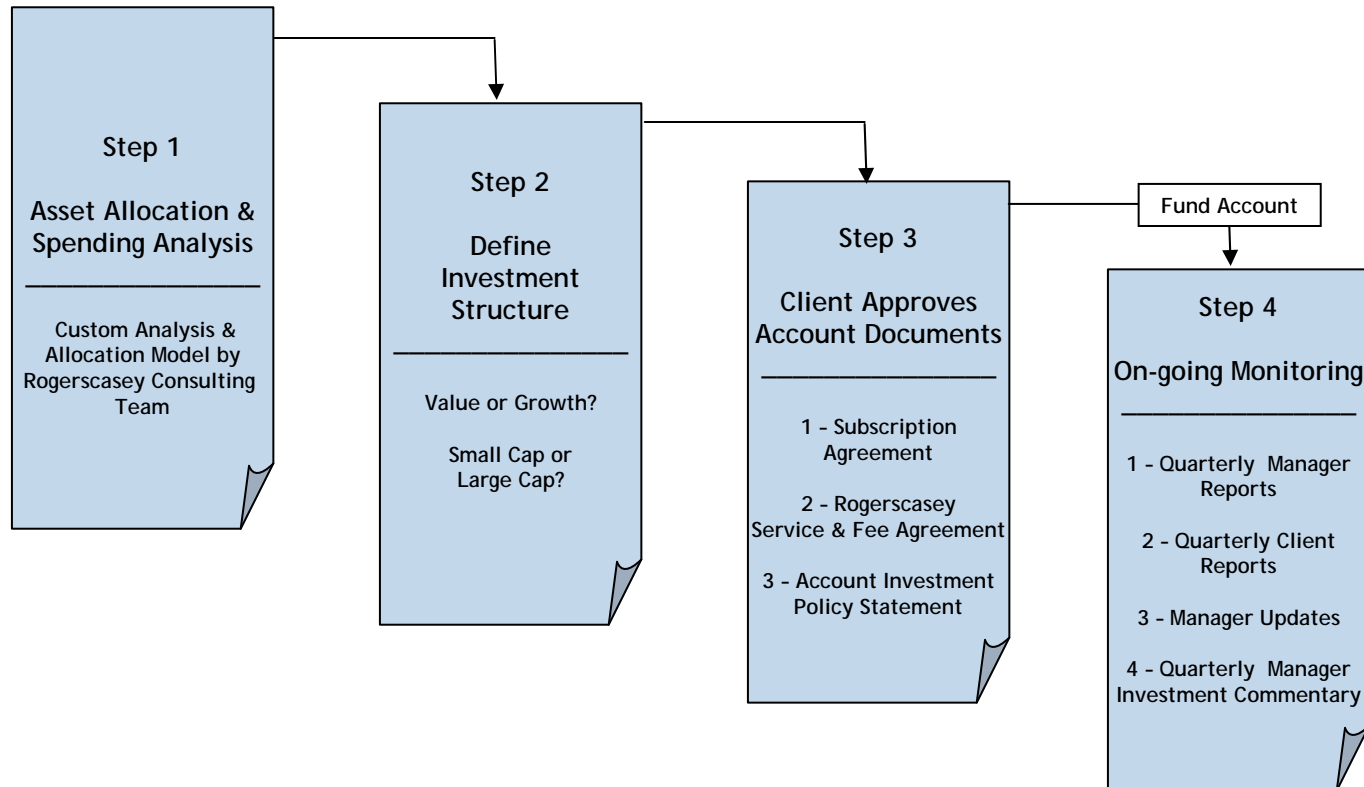 Step 1
Asset Allocation &
Spending Analysis
Custom Analysis &
Allocation Model by
Rogerscasey Consulting
Team
Step 2
Define
Investment
Structure
Value or Growth?
Small Cap or
Large Cap?
Step 3
Client Approves
Account Documents
1 - Subscription
Agreement
2 - Rogerscasey
Service & Fee Agreement
3 - Account Investment
Policy Statement
Fund Account
Step 4
On-going Monitoring
1 - Quarterly Manager
Reports
2 - Quarterly Client
Reports
3 - Manager Updates
4 - Quarterly Manager
Investment Commentary